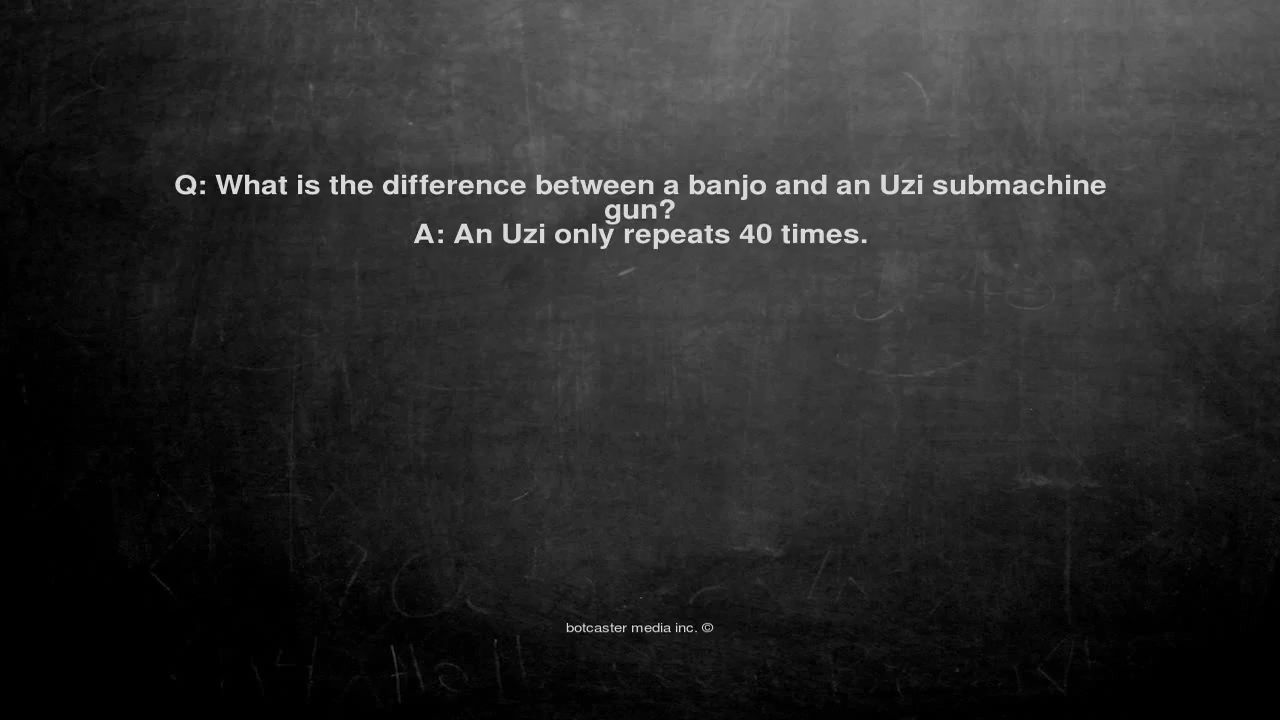 Q: What is the difference between a banjo and an Uzi submachine
gun?
A: An Uzi only repeats 40 times.
botcaster media inc. ©